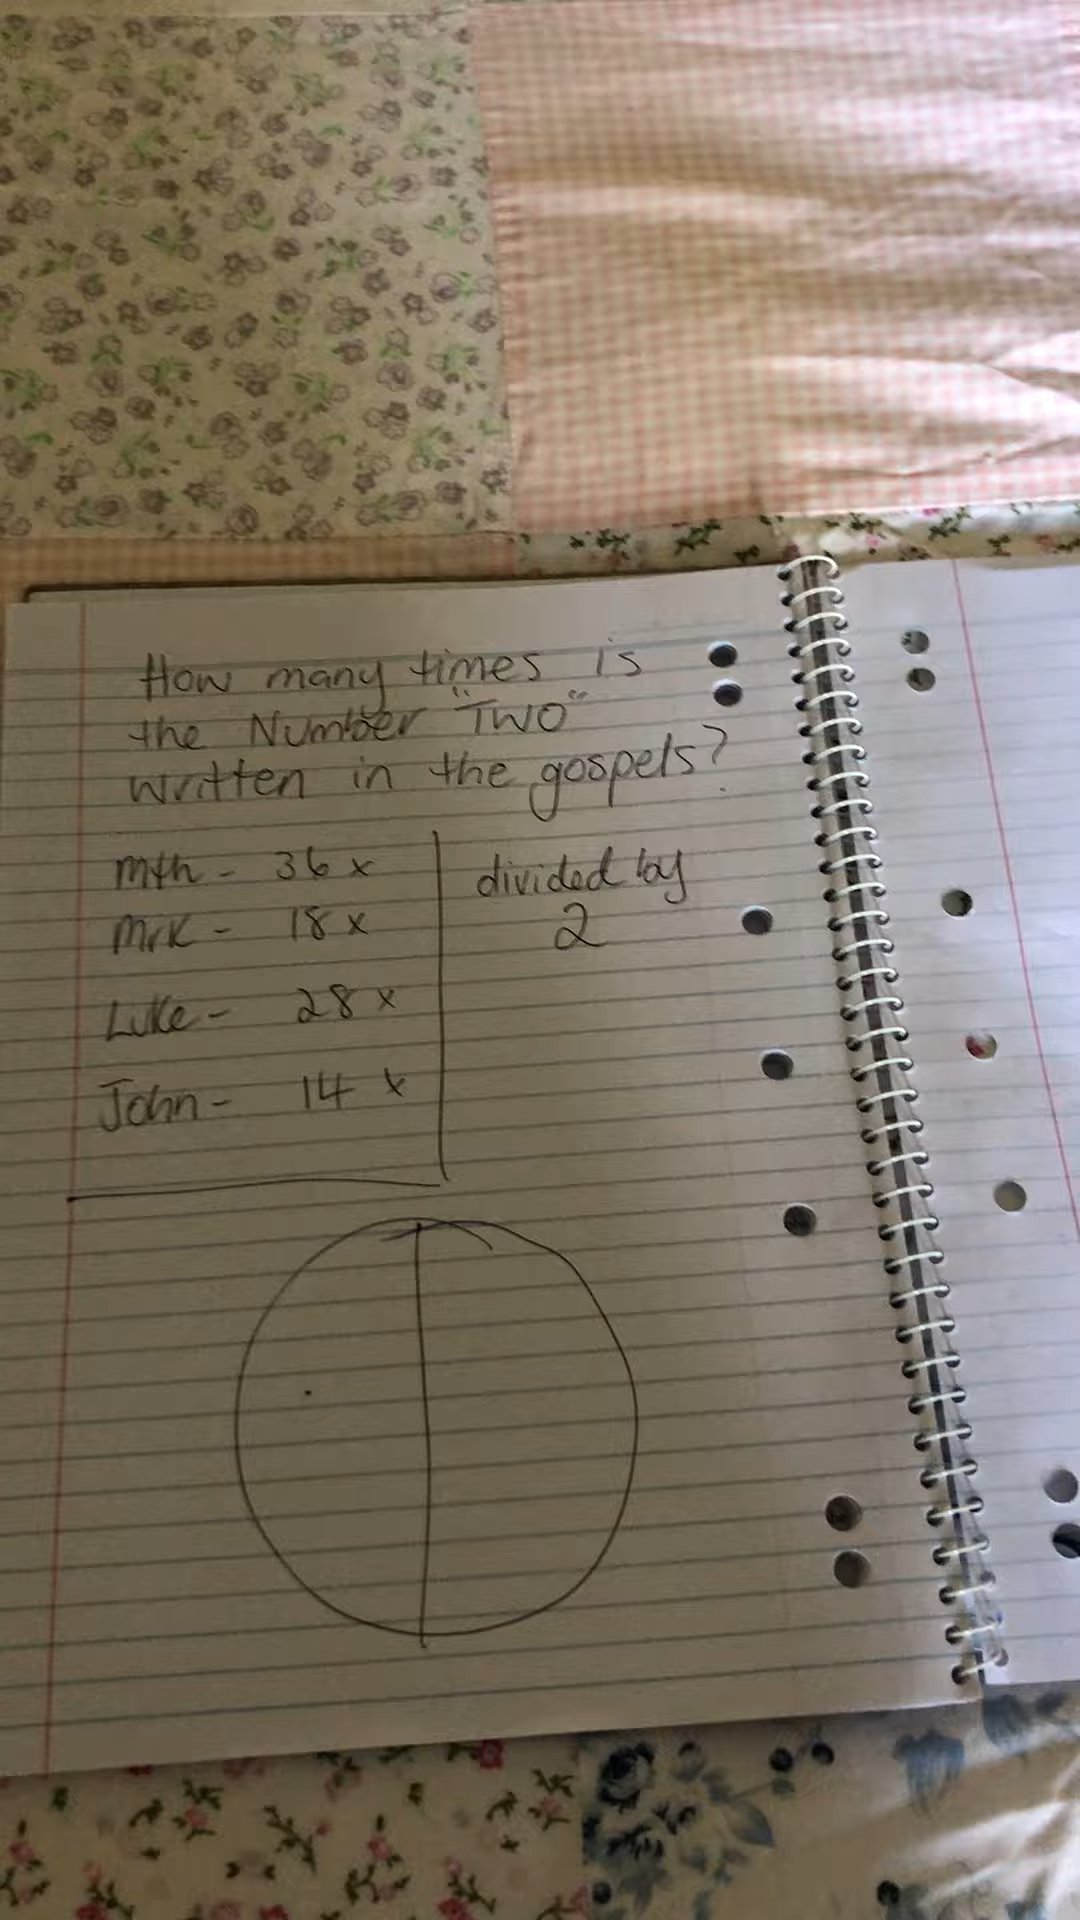 How many times is
the Number "TWO"
written in the gospels?
Mth - 36 x
Mrk - 18 x
Luke - 28 x
John - 14 x
divided by
2